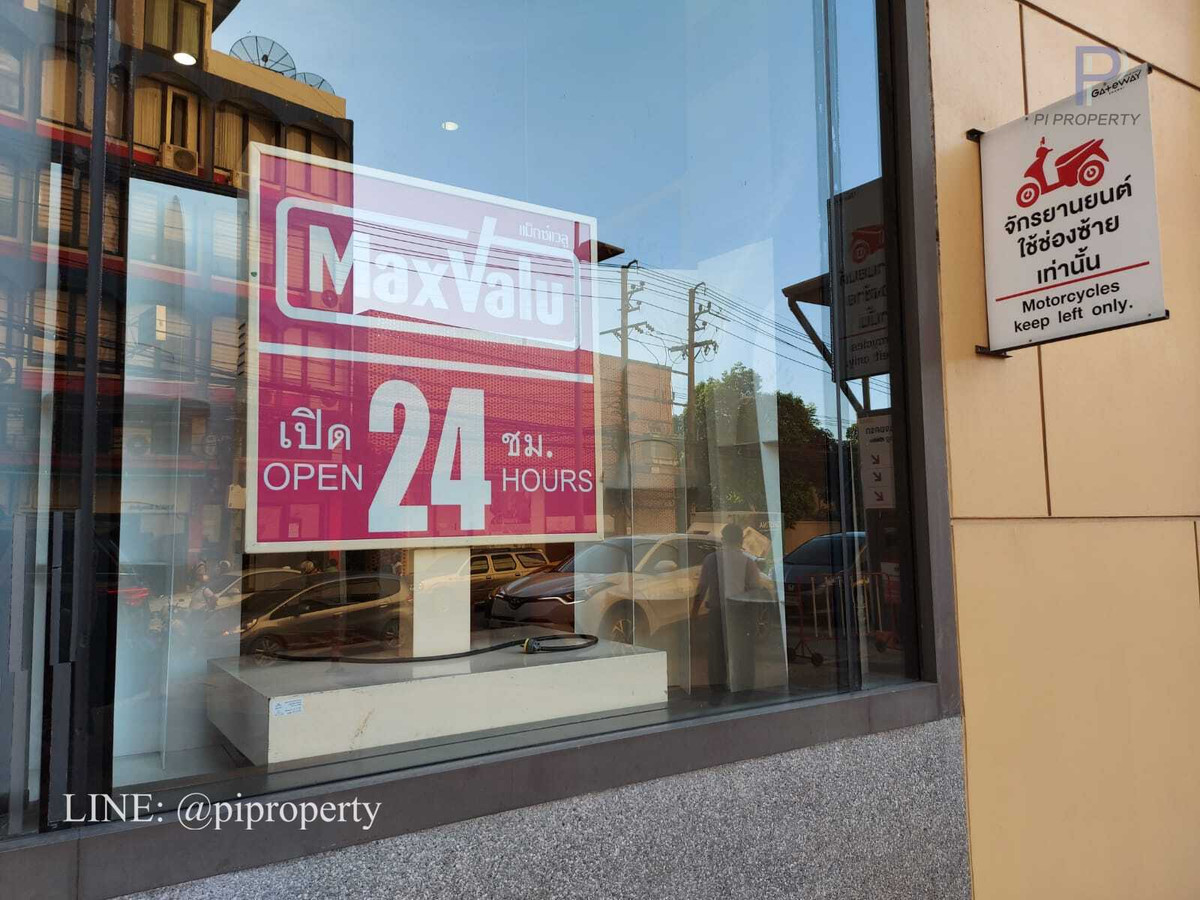 แม็กซ์แวลู
MaxValu
เปิด
OPEN
24
ชม.
HOURS
GAteWAY
PI PROPERTY
จักรยานยนต์
ใช้ช่องซ้าย
เท่านั้น
Motorcycles
keep left only.
LINE: @piproperty